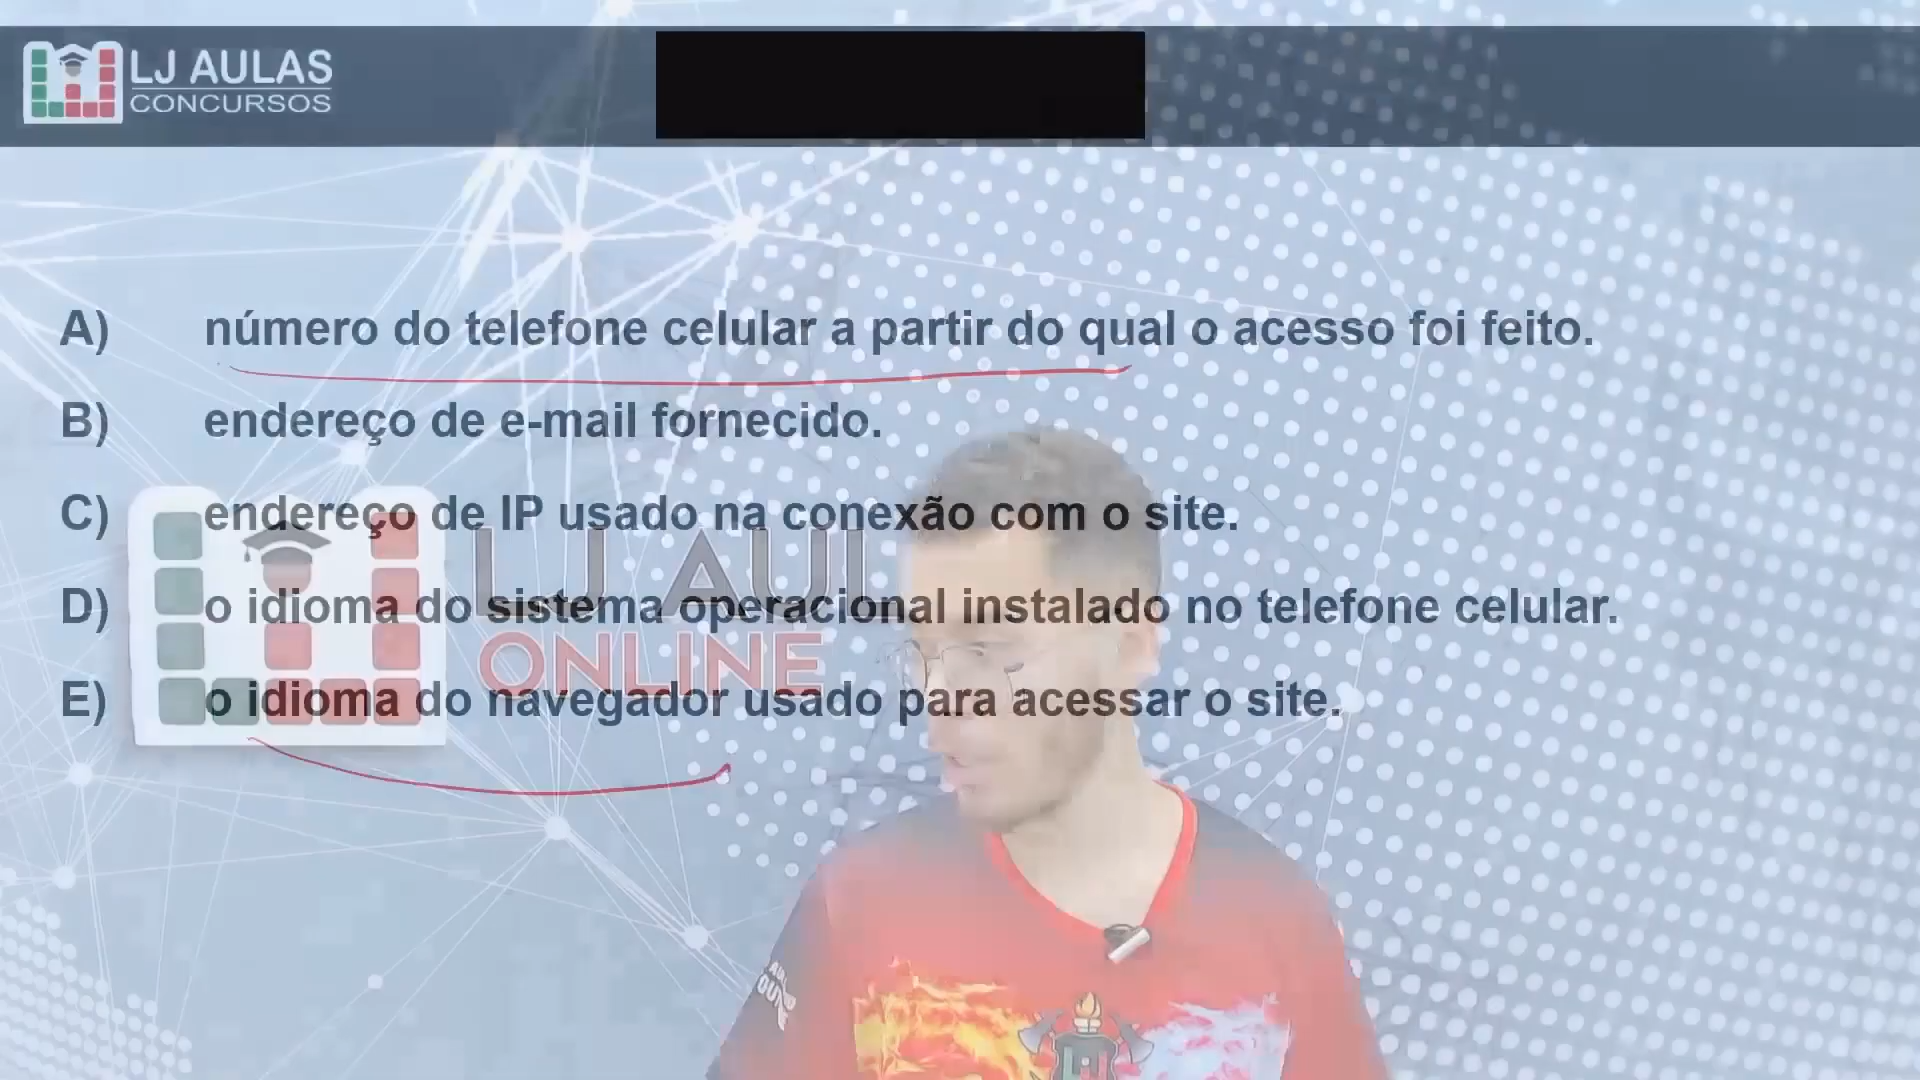 LJ AULAS
CONCURSOS
A) número do telefone celular a partir do qual o acesso foi feito.
B) endereço de e-mail fornecido.
C) endereço de IP usado na conexão com o site.
D) o idioma do sistema operacional instalado no telefone celular.
E) o idioma do navegador usado para acessar o site.
LJ AUL
ONLINE